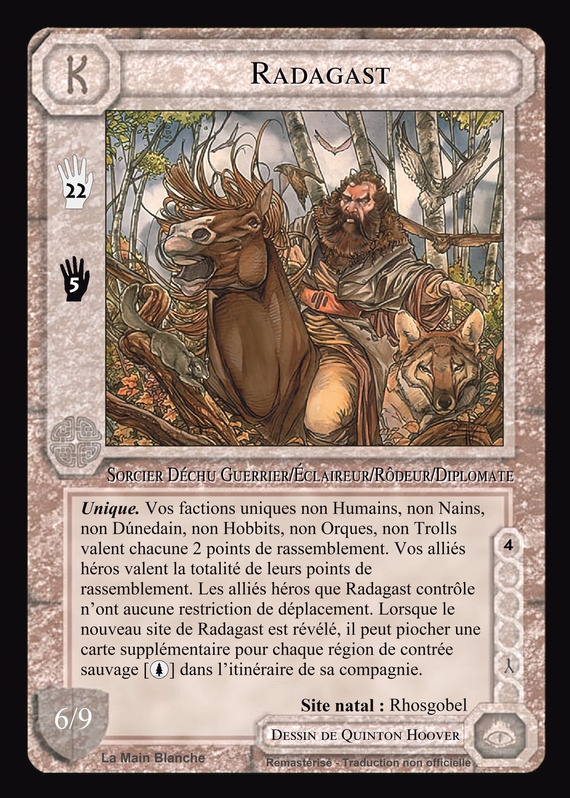 RADAGAST
22
5
SORCIER DÉCHU GUERRIER/ÉCLAIREUR/RÔDEUR/DIPLOMATE
Unique. Vos factions uniques non Humains, non Nains,
non Dúnedain, non Hobbits, non Orques, non Trolls
valent chacune 2 points de rassemblement. Vos alliés
héros valent la totalité de leurs points de
rassemblement. Les alliés héros que Radagast contrôle
n’ont aucune restriction de déplacement. Lorsque le
nouveau site de Radagast est révélé, il peut piocher une
carte supplémentaire pour chaque région de contrée
sauvage [ ] dans l’itinéraire de sa compagnie.
4
Site natal : Rhosgobel
6/9
DESSIN DE QUINTON HOOVER
La Main Blanche
Remastérisé - Traduction non officielle